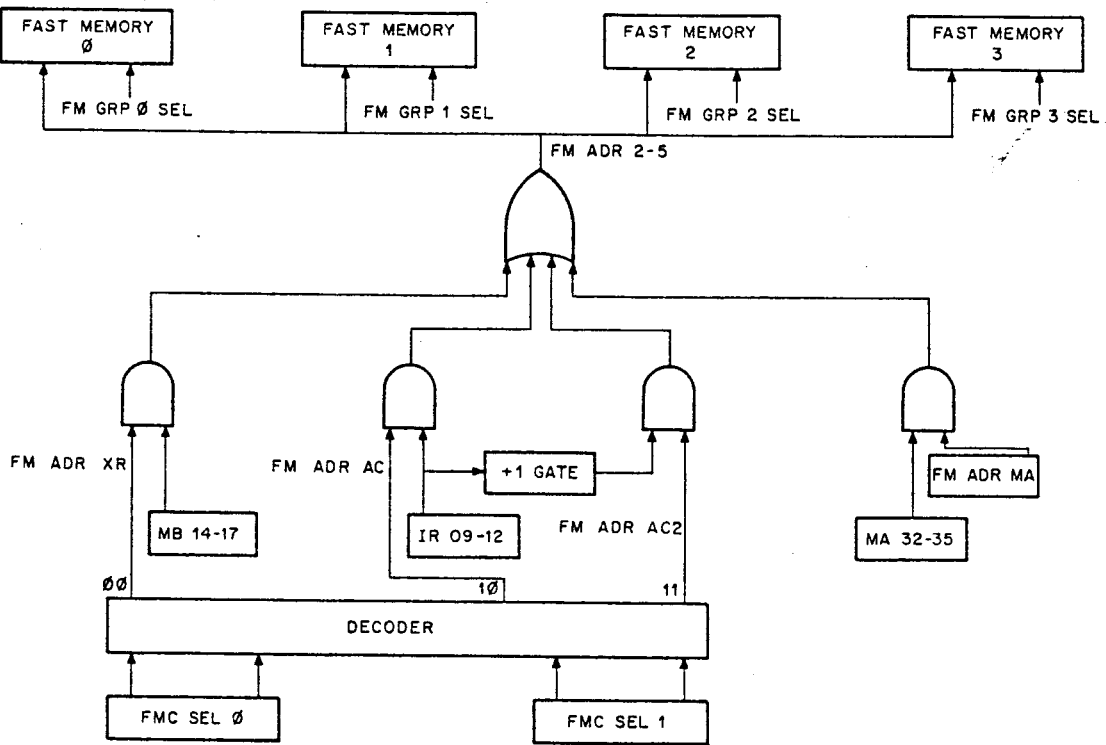 FAST MEMORY
Ø
FAST MEMORY
1
FAST MEMORY
2
FAST MEMORY
3
FM GRP Ø SEL
FM GRP 1 SEL
FM GRP 2 SEL
FM GRP 3 SEL
FM ADR 2-5
FM ADR XR
FM ADR AC
+1 GATE
FM ADR MA
MB 14-17
IR 09-12
FM ADR AC2
MA 32-35
ØØ
1Ø
11
DECODER
FMC SEL Ø
FMC SEL 1